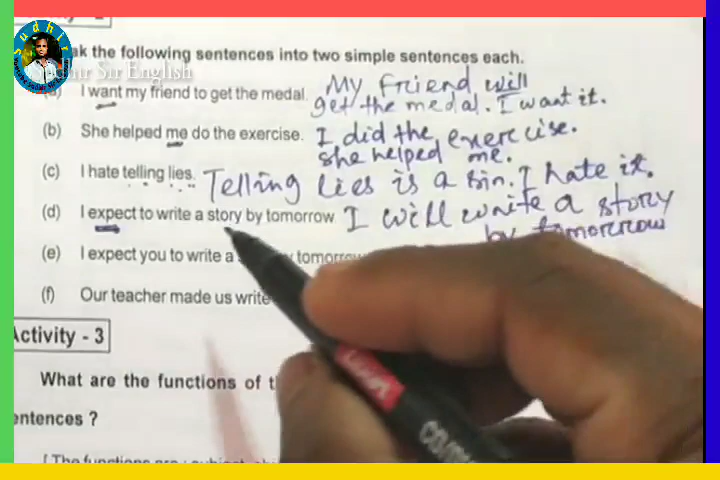 sudhir
Sudhir Sir English
ak the following sentences into two simple sentences each.
I want my friend to get the medal. My friend will
get the medal. I want it.
(b) She helped me do the exercise. I did the exercise.
she helped me.
(c) I hate telling lies. Telling lies is a sin. I hate it.
(d) I expect to write a story by tomorrow I will write a story
by tomorrow
(e) I expect you to write a
(f) Our teacher made us write
Activity - 3
What are the functions of
entences ?